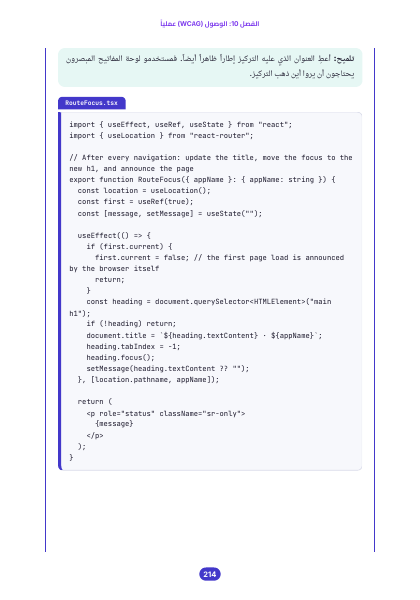 الفصل 10: الوصول (WCAG) عملياً
تلميح: أعطِ العنوان الذي عليه التركيز إطاراً ظاهراً أيضاً. فمستخدمو لوحة المفاتيح المبصرون
يحتاجون أن يروا أين ذهب التركيز.
RouteFocus.tsx
import { useEffect, useRef, useState } from "react";
import { useLocation } from "react-router";
// After every navigation: update the title, move the focus to the
new h1, and announce the page
export function RouteFocus({ appName }: { appName: string }) {
const location = useLocation();
const first = useRef(true);
const [message, setMessage] = useState("");
useEffect(() => {
if (first.current) {
first.current = false; // the first page load is announced
by the browser itself
return;
}
const heading = document.querySelector<HTMLElement>("main
h1");
if (!heading) return;
document.title = `${heading.textContent} · ${appName}`;
heading.tabIndex = -1;
heading.focus();
setMessage(heading.textContent ?? "");
}, [location.pathname, appName]);
return (
<p role="status" className="sr-only">
{message}
</p>
);
}
214